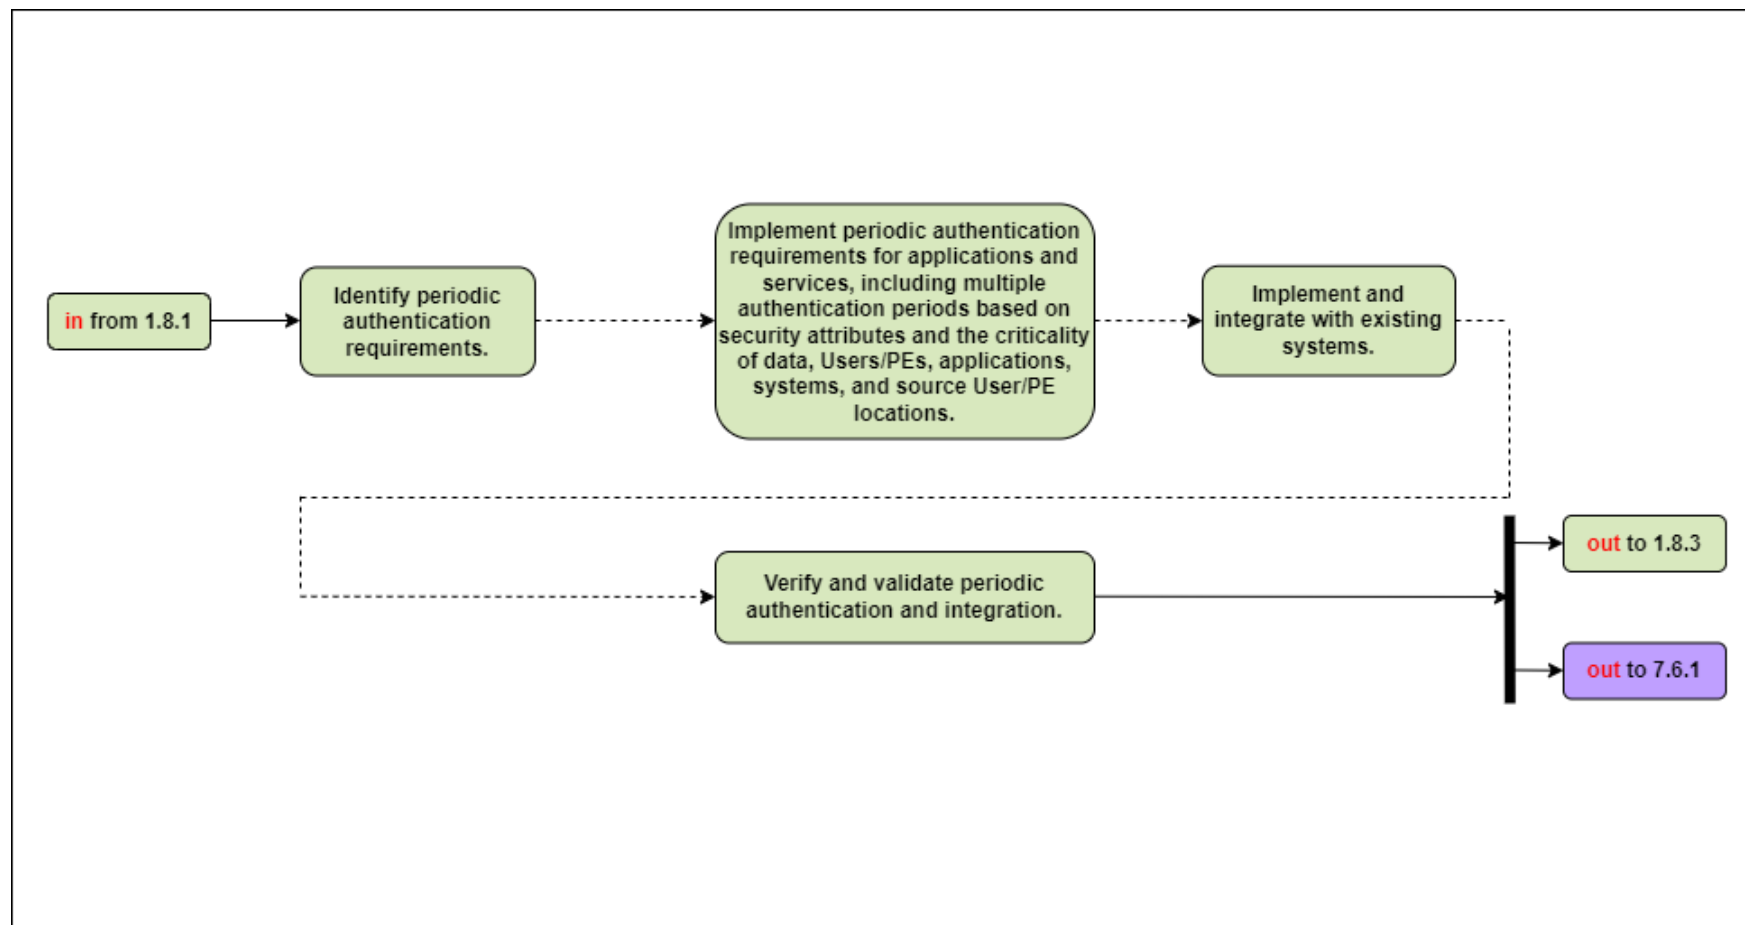 in from 1.8.1
Identify periodic
authentication
requirements.
Implement periodic authentication
requirements for applications and
services, including multiple
authentication periods based on
security attributes and the criticality
of data, Users/PEs, applications,
systems, and source User/PE
locations.
Implement and
integrate with existing
systems.
Verify and validate periodic
authentication and integration.
out to 1.8.3
out to 7.6.1